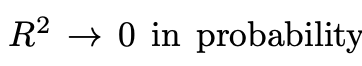 R² → 0 in probability